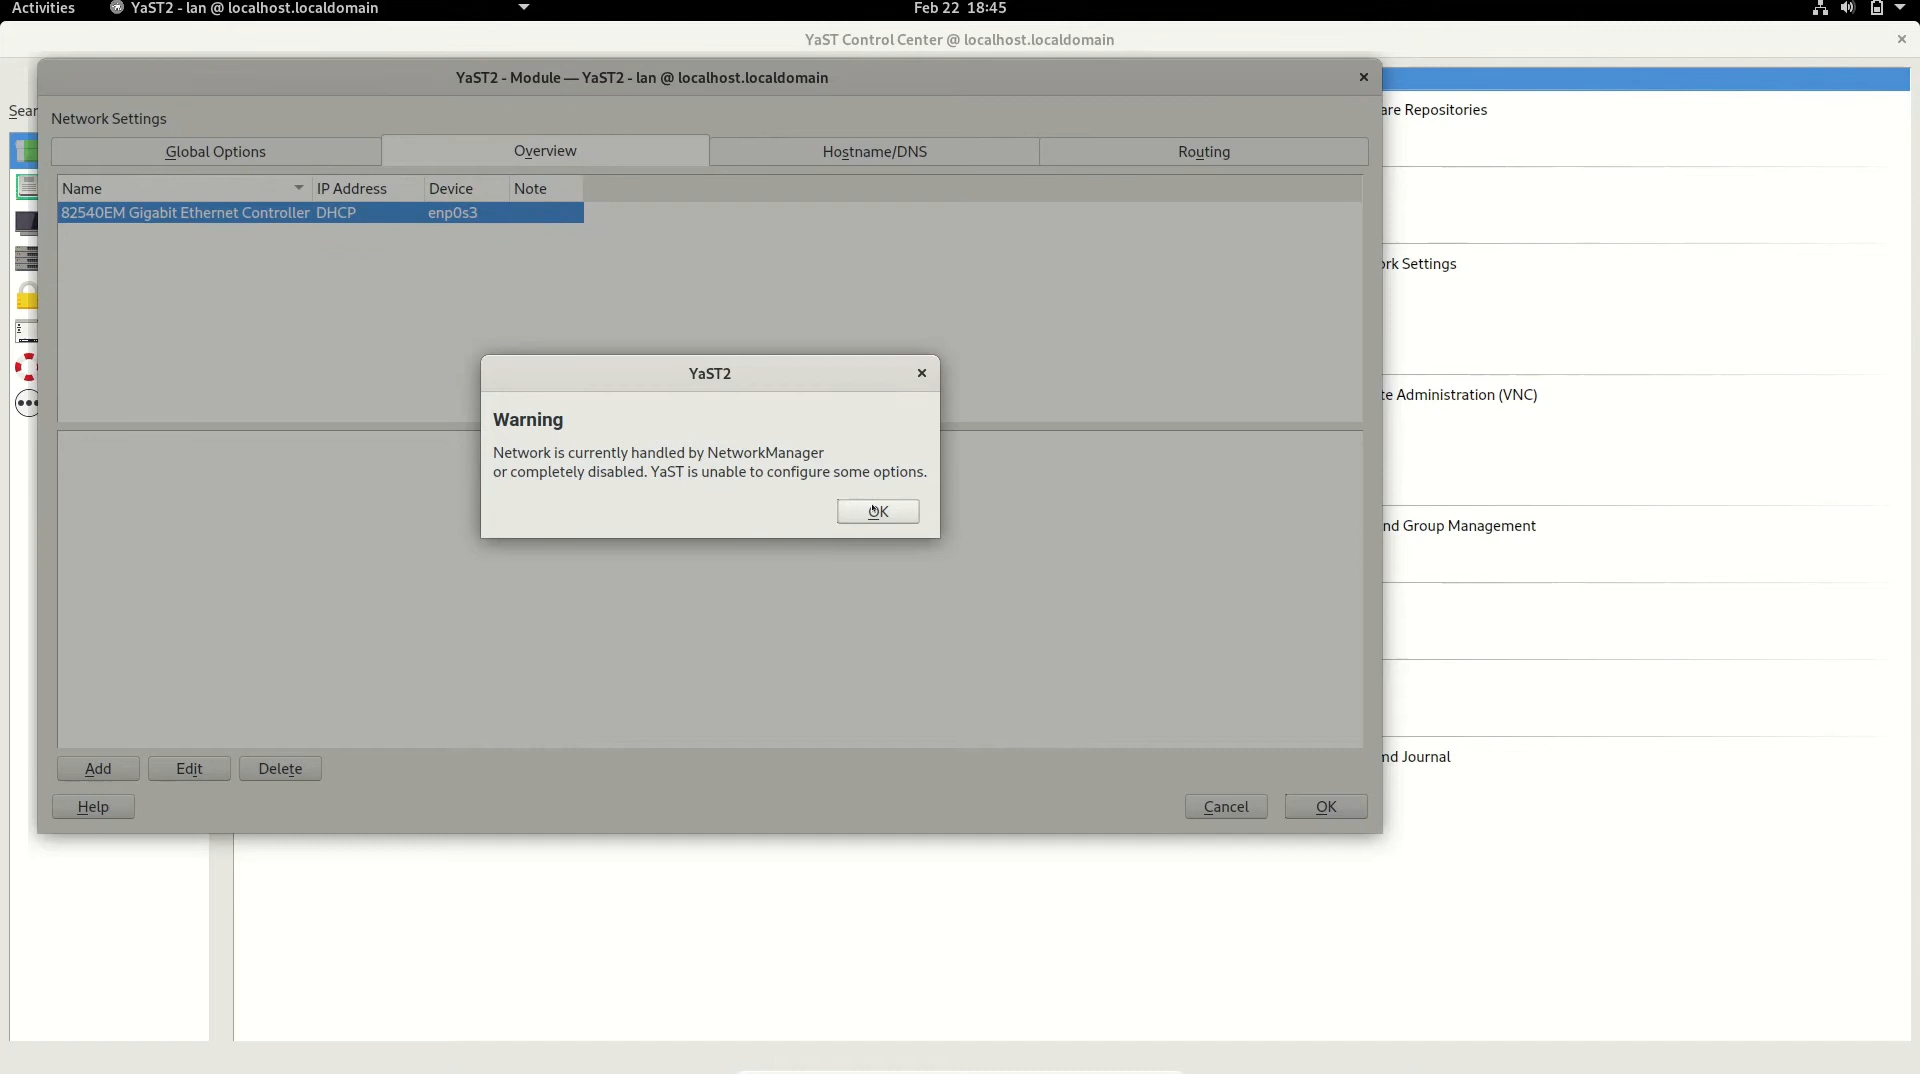 Activities
YaST2 - lan @ localhost.localdomain
Feb 22 18:45
YaST Control Center @ localhost.localdomain
YaST2 - Module — YaST2 - lan @ localhost.localdomain
Network Settings
Global Options
Overview
Hostname/DNS
Routing
Name
IP Address
Device
Note
82540EM Gigabit Ethernet Controller
DHCP
enp0s3
YaST2
Warning
Network is currently handled by NetworkManager
or completely disabled. YaST is unable to configure some options.
OK
Add
Edit
Delete
Help
Cancel
OK
Sear
are Repositories
ork Settings
te Administration (VNC)
nd Group Management
nd Journal